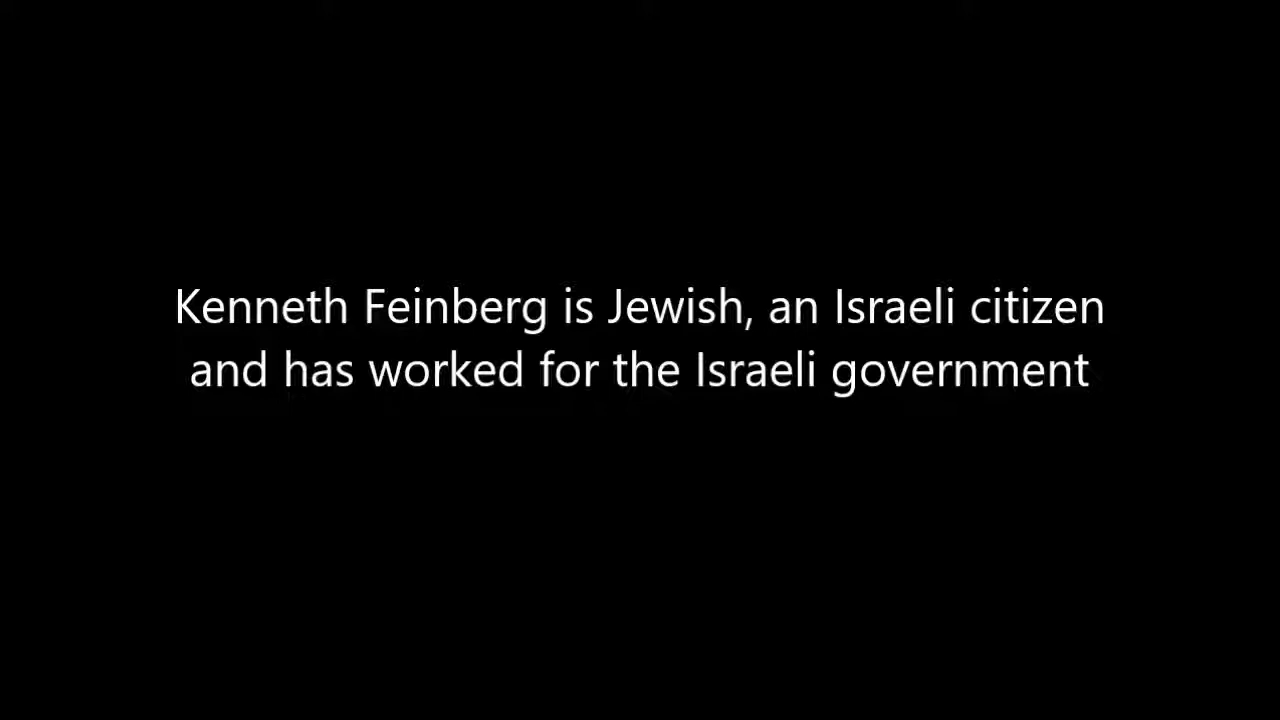 Kenneth Feinberg is Jewish, an Israeli citizen
and has worked for the Israeli government